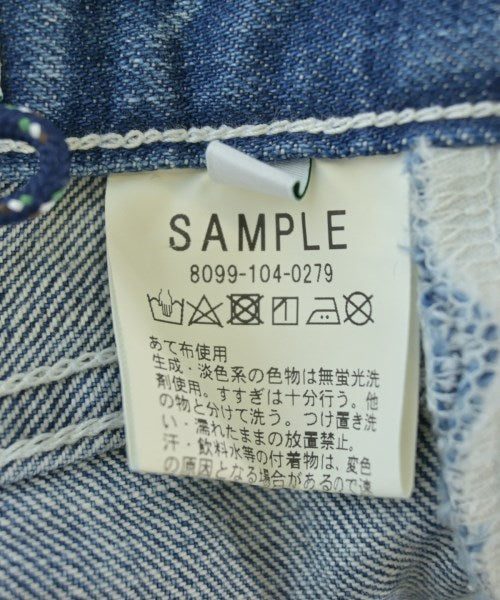 SAMPLE
8099-104-0279
あて布使用
生成・淡色系の色物は無蛍光洗
剤使用。すすぎは十分行う。他
の物と分けて洗う。つけ置き洗
い・濡れたままの放置禁止。
汗・飲料水等の付着物は、変色
の原因となる場合があるので速